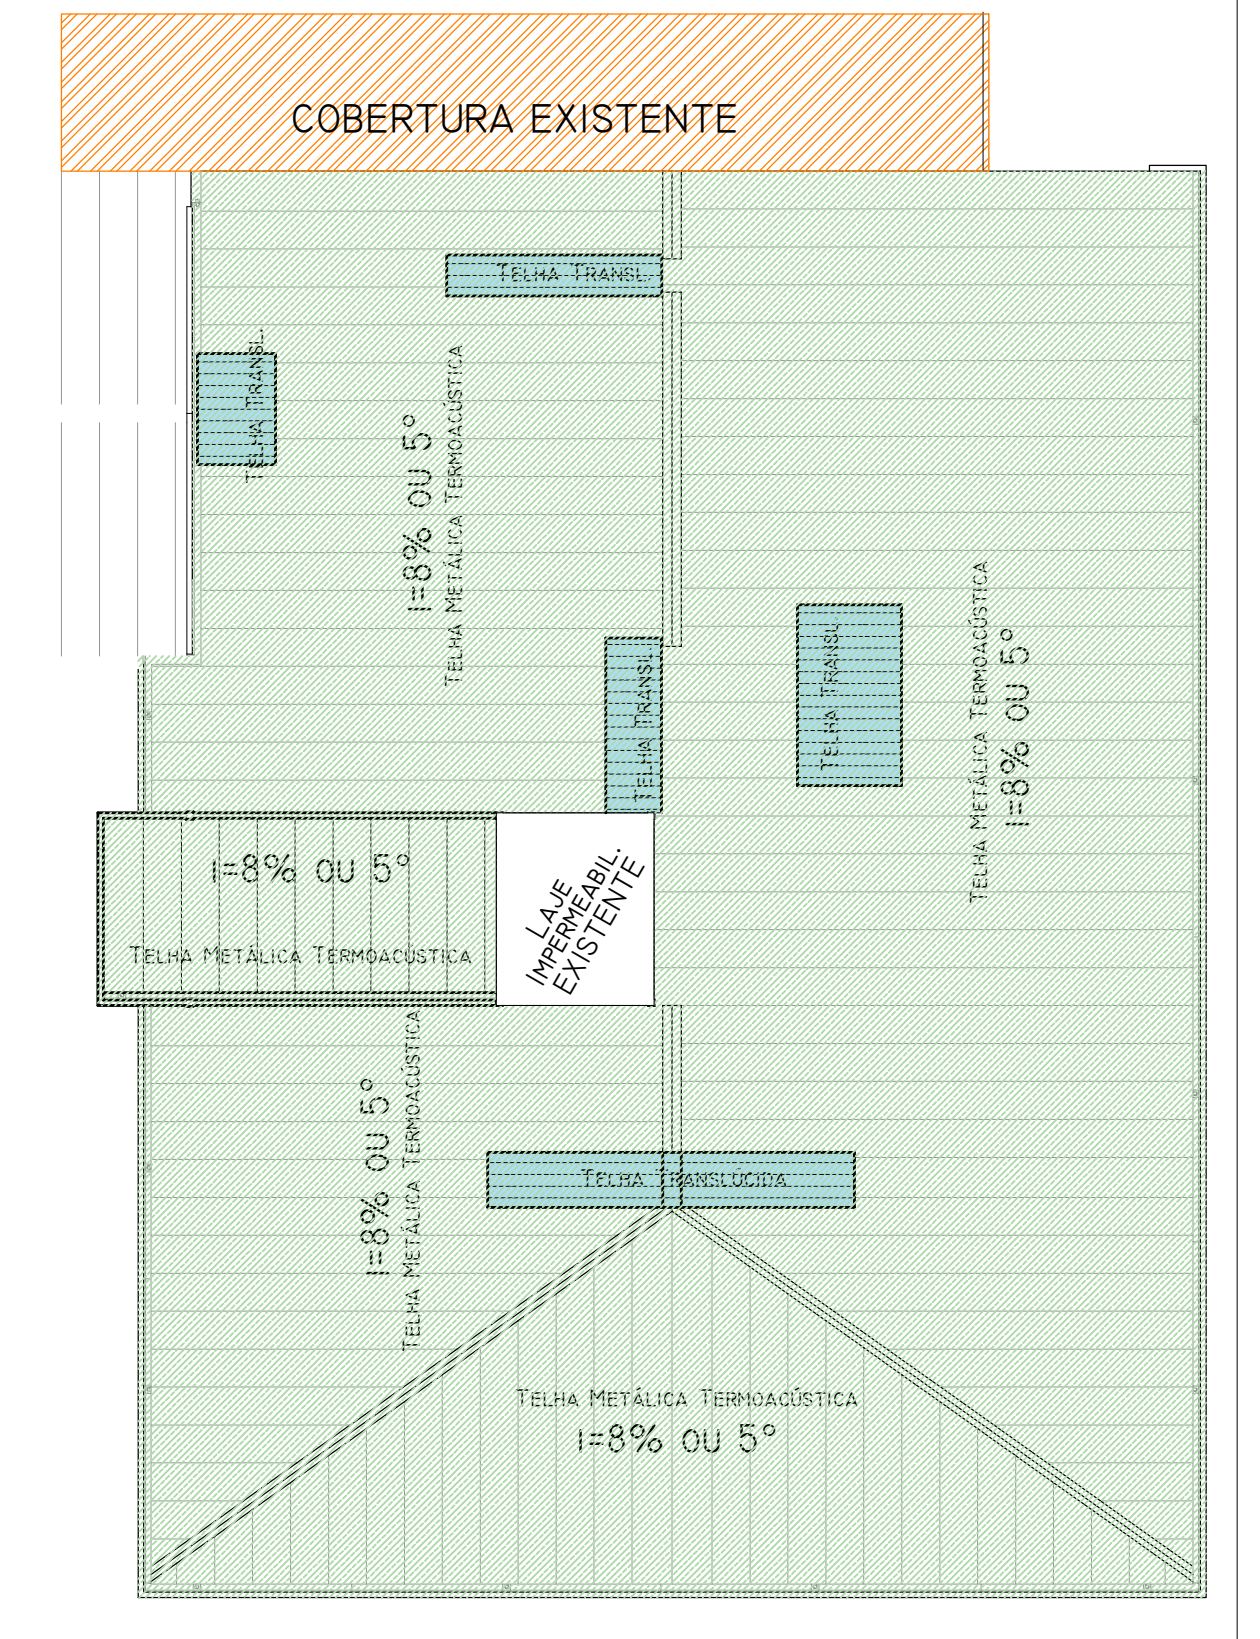 COBERTURA EXISTENTE
TELHA TRANSL.
TELHA TRANSL.
I=8% OU 5°
TELHA METÁLICA TERMOACÚSTICA
TELHA TRANSL.
TELHA TRANSL.
TELHA METÁLICA TERMOACÚSTICA
I=8% OU 5°
I=8% OU 5°
TELHA METÁLICA TERMOACÚSTICA
LAJE
IMPERMEABIL.
EXISTENTE
I=8% OU 5°
TELHA METÁLICA TERMOACÚSTICA
TELHA TRANSLÚCIDA
TELHA METÁLICA TERMOACÚSTICA
I=8% OU 5°